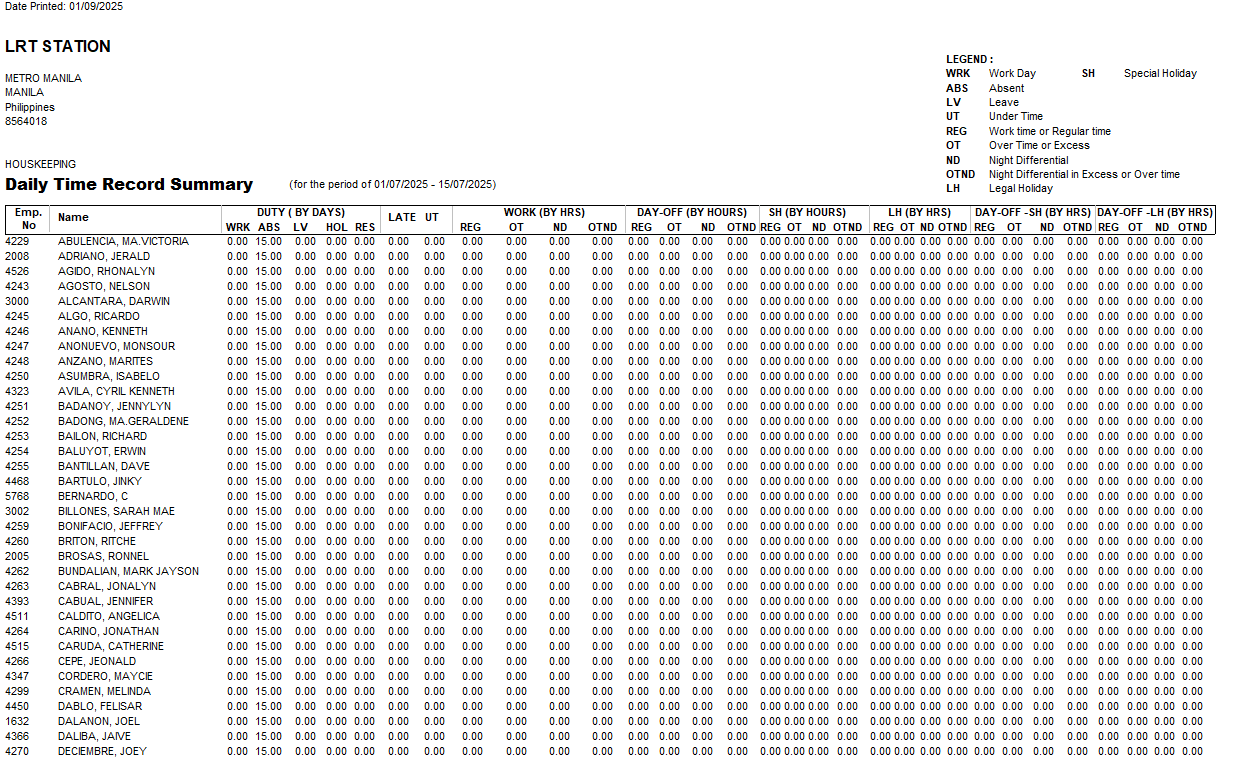 Date Printed: 01/09/2025
LRT STATION
METRO MANILA
MANILA
Philippines
8564018
LEGEND :
WRK Work Day SH Special Holiday
ABS Absent
LV Leave
UT Under Time
REG Work time or Regular time
OT Over Time or Excess
ND Night Differential
OTND Night Differential in Excess or Over time
LH Legal Holiday
HOUSKEEPING
Daily Time Record Summary (for the period of 01/07/2025 - 15/07/2025)
Emp. No Name DUTY ( BY DAYS) LATE UT WORK (BY HRS) DAY-OFF (BY HOURS) SH (BY HOURS) LH (BY HRS) DAY-OFF -SH (BY HRS) DAY-OFF -LH (BY HRS)
WRK ABS LV HOL RES REG OT ND OTND REG OT ND OTND REG OT ND OTND REG OT ND OTND REG OT ND OTND REG OT ND OTND
4229 ABULENCIA, MA.VICTORIA 0.00 15.00 0.00 0.00 0.00 0.00 0.00 0.00 0.00 0.00 0.00 0.00 0.00 0.00 0.00 0.00 0.00 0.00 0.00 0.00 0.00 0.00 0.00 0.00 0.00 0.00 0.00 0.00 0.00 0.00 0.00
2008 ADRIANO, JERALD 0.00 15.00 0.00 0.00 0.00 0.00 0.00 0.00 0.00 0.00 0.00 0.00 0.00 0.00 0.00 0.00 0.00 0.00 0.00 0.00 0.00 0.00 0.00 0.00 0.00 0.00 0.00 0.00 0.00 0.00 0.00
4526 AGIDO, RHONALYN 0.00 15.00 0.00 0.00 0.00 0.00 0.00 0.00 0.00 0.00 0.00 0.00 0.00 0.00 0.00 0.00 0.00 0.00 0.00 0.00 0.00 0.00 0.00 0.00 0.00 0.00 0.00 0.00 0.00 0.00 0.00
4243 AGOSTO, NELSON 0.00 15.00 0.00 0.00 0.00 0.00 0.00 0.00 0.00 0.00 0.00 0.00 0.00 0.00 0.00 0.00 0.00 0.00 0.00 0.00 0.00 0.00 0.00 0.00 0.00 0.00 0.00 0.00 0.00 0.00 0.00
3000 ALCANTARA, DARWIN 0.00 15.00 0.00 0.00 0.00 0.00 0.00 0.00 0.00 0.00 0.00 0.00 0.00 0.00 0.00 0.00 0.00 0.00 0.00 0.00 0.00 0.00 0.00 0.00 0.00 0.00 0.00 0.00 0.00 0.00 0.00
4245 ALGO, RICARDO 0.00 15.00 0.00 0.00 0.00 0.00 0.00 0.00 0.00 0.00 0.00 0.00 0.00 0.00 0.00 0.00 0.00 0.00 0.00 0.00 0.00 0.00 0.00 0.00 0.00 0.00 0.00 0.00 0.00 0.00 0.00
4246 ANANO, KENNETH 0.00 15.00 0.00 0.00 0.00 0.00 0.00 0.00 0.00 0.00 0.00 0.00 0.00 0.00 0.00 0.00 0.00 0.00 0.00 0.00 0.00 0.00 0.00 0.00 0.00 0.00 0.00 0.00 0.00 0.00 0.00
4247 ANONUEVO, MONSOUR 0.00 15.00 0.00 0.00 0.00 0.00 0.00 0.00 0.00 0.00 0.00 0.00 0.00 0.00 0.00 0.00 0.00 0.00 0.00 0.00 0.00 0.00 0.00 0.00 0.00 0.00 0.00 0.00 0.00 0.00 0.00
4248 ANZANO, MARITES 0.00 15.00 0.00 0.00 0.00 0.00 0.00 0.00 0.00 0.00 0.00 0.00 0.00 0.00 0.00 0.00 0.00 0.00 0.00 0.00 0.00 0.00 0.00 0.00 0.00 0.00 0.00 0.00 0.00 0.00 0.00
4250 ASUMBRA, ISABELO 0.00 15.00 0.00 0.00 0.00 0.00 0.00 0.00 0.00 0.00 0.00 0.00 0.00 0.00 0.00 0.00 0.00 0.00 0.00 0.00 0.00 0.00 0.00 0.00 0.00 0.00 0.00 0.00 0.00 0.00 0.00
4323 AVILA, CYRIL KENNETH 0.00 15.00 0.00 0.00 0.00 0.00 0.00 0.00 0.00 0.00 0.00 0.00 0.00 0.00 0.00 0.00 0.00 0.00 0.00 0.00 0.00 0.00 0.00 0.00 0.00 0.00 0.00 0.00 0.00 0.00 0.00
4251 BADANOY, JENNYLYN 0.00 15.00 0.00 0.00 0.00 0.00 0.00 0.00 0.00 0.00 0.00 0.00 0.00 0.00 0.00 0.00 0.00 0.00 0.00 0.00 0.00 0.00 0.00 0.00 0.00 0.00 0.00 0.00 0.00 0.00 0.00
4252 BADONG, MA.GERALDENE 0.00 15.00 0.00 0.00 0.00 0.00 0.00 0.00 0.00 0.00 0.00 0.00 0.00 0.00 0.00 0.00 0.00 0.00 0.00 0.00 0.00 0.00 0.00 0.00 0.00 0.00 0.00 0.00 0.00 0.00 0.00
4253 BAILON, RICHARD 0.00 15.00 0.00 0.00 0.00 0.00 0.00 0.00 0.00 0.00 0.00 0.00 0.00 0.00 0.00 0.00 0.00 0.00 0.00 0.00 0.00 0.00 0.00 0.00 0.00 0.00 0.00 0.00 0.00 0.00 0.00
4254 BALUYOT, ERWIN 0.00 15.00 0.00 0.00 0.00 0.00 0.00 0.00 0.00 0.00 0.00 0.00 0.00 0.00 0.00 0.00 0.00 0.00 0.00 0.00 0.00 0.00 0.00 0.00 0.00 0.00 0.00 0.00 0.00 0.00 0.00
4255 BANTILLAN, DAVE 0.00 15.00 0.00 0.00 0.00 0.00 0.00 0.00 0.00 0.00 0.00 0.00 0.00 0.00 0.00 0.00 0.00 0.00 0.00 0.00 0.00 0.00 0.00 0.00 0.00 0.00 0.00 0.00 0.00 0.00 0.00
4468 BARTULO, JINKY 0.00 15.00 0.00 0.00 0.00 0.00 0.00 0.00 0.00 0.00 0.00 0.00 0.00 0.00 0.00 0.00 0.00 0.00 0.00 0.00 0.00 0.00 0.00 0.00 0.00 0.00 0.00 0.00 0.00 0.00 0.00
5768 BERNARDO, C 0.00 15.00 0.00 0.00 0.00 0.00 0.00 0.00 0.00 0.00 0.00 0.00 0.00 0.00 0.00 0.00 0.00 0.00 0.00 0.00 0.00 0.00 0.00 0.00 0.00 0.00 0.00 0.00 0.00 0.00 0.00
3002 BILLONES, SARAH MAE 0.00 15.00 0.00 0.00 0.00 0.00 0.00 0.00 0.00 0.00 0.00 0.00 0.00 0.00 0.00 0.00 0.00 0.00 0.00 0.00 0.00 0.00 0.00 0.00 0.00 0.00 0.00 0.00 0.00 0.00 0.00
4259 BONIFACIO, JEFFREY 0.00 15.00 0.00 0.00 0.00 0.00 0.00 0.00 0.00 0.00 0.00 0.00 0.00 0.00 0.00 0.00 0.00 0.00 0.00 0.00 0.00 0.00 0.00 0.00 0.00 0.00 0.00 0.00 0.00 0.00 0.00
4260 BRITON, RITCHE 0.00 15.00 0.00 0.00 0.00 0.00 0.00 0.00 0.00 0.00 0.00 0.00 0.00 0.00 0.00 0.00 0.00 0.00 0.00 0.00 0.00 0.00 0.00 0.00 0.00 0.00 0.00 0.00 0.00 0.00 0.00
2005 BROSAS, RONNEL 0.00 15.00 0.00 0.00 0.00 0.00 0.00 0.00 0.00 0.00 0.00 0.00 0.00 0.00 0.00 0.00 0.00 0.00 0.00 0.00 0.00 0.00 0.00 0.00 0.00 0.00 0.00 0.00 0.00 0.00 0.00
4262 BUNDALIAN, MARK JAYSON 0.00 15.00 0.00 0.00 0.00 0.00 0.00 0.00 0.00 0.00 0.00 0.00 0.00 0.00 0.00 0.00 0.00 0.00 0.00 0.00 0.00 0.00 0.00 0.00 0.00 0.00 0.00 0.00 0.00 0.00 0.00
4263 CABRAL, JONALYN 0.00 15.00 0.00 0.00 0.00 0.00 0.00 0.00 0.00 0.00 0.00 0.00 0.00 0.00 0.00 0.00 0.00 0.00 0.00 0.00 0.00 0.00 0.00 0.00 0.00 0.00 0.00 0.00 0.00 0.00 0.00
4393 CABUAL, JENNIFER 0.00 15.00 0.00 0.00 0.00 0.00 0.00 0.00 0.00 0.00 0.00 0.00 0.00 0.00 0.00 0.00 0.00 0.00 0.00 0.00 0.00 0.00 0.00 0.00 0.00 0.00 0.00 0.00 0.00 0.00 0.00
4511 CALDITO, ANGELICA 0.00 15.00 0.00 0.00 0.00 0.00 0.00 0.00 0.00 0.00 0.00 0.00 0.00 0.00 0.00 0.00 0.00 0.00 0.00 0.00 0.00 0.00 0.00 0.00 0.00 0.00 0.00 0.00 0.00 0.00 0.00
4264 CARINO, JONATHAN 0.00 15.00 0.00 0.00 0.00 0.00 0.00 0.00 0.00 0.00 0.00 0.00 0.00 0.00 0.00 0.00 0.00 0.00 0.00 0.00 0.00 0.00 0.00 0.00 0.00 0.00 0.00 0.00 0.00 0.00 0.00
4515 CARUDA, CATHERINE 0.00 15.00 0.00 0.00 0.00 0.00 0.00 0.00 0.00 0.00 0.00 0.00 0.00 0.00 0.00 0.00 0.00 0.00 0.00 0.00 0.00 0.00 0.00 0.00 0.00 0.00 0.00 0.00 0.00 0.00 0.00
4266 CEPE, JEONALD 0.00 15.00 0.00 0.00 0.00 0.00 0.00 0.00 0.00 0.00 0.00 0.00 0.00 0.00 0.00 0.00 0.00 0.00 0.00 0.00 0.00 0.00 0.00 0.00 0.00 0.00 0.00 0.00 0.00 0.00 0.00
4347 CORDERO, MAYCIE 0.00 15.00 0.00 0.00 0.00 0.00 0.00 0.00 0.00 0.00 0.00 0.00 0.00 0.00 0.00 0.00 0.00 0.00 0.00 0.00 0.00 0.00 0.00 0.00 0.00 0.00 0.00 0.00 0.00 0.00 0.00
4299 CRAMEN, MELINDA 0.00 15.00 0.00 0.00 0.00 0.00 0.00 0.00 0.00 0.00 0.00 0.00 0.00 0.00 0.00 0.00 0.00 0.00 0.00 0.00 0.00 0.00 0.00 0.00 0.00 0.00 0.00 0.00 0.00 0.00 0.00
4450 DABLO, FELISAR 0.00 15.00 0.00 0.00 0.00 0.00 0.00 0.00 0.00 0.00 0.00 0.00 0.00 0.00 0.00 0.00 0.00 0.00 0.00 0.00 0.00 0.00 0.00 0.00 0.00 0.00 0.00 0.00 0.00 0.00 0.00
1632 DALANON, JOEL 0.00 15.00 0.00 0.00 0.00 0.00 0.00 0.00 0.00 0.00 0.00 0.00 0.00 0.00 0.00 0.00 0.00 0.00 0.00 0.00 0.00 0.00 0.00 0.00 0.00 0.00 0.00 0.00 0.00 0.00 0.00
4366 DALIBA, JAIVE 0.00 15.00 0.00 0.00 0.00 0.00 0.00 0.00 0.00 0.00 0.00 0.00 0.00 0.00 0.00 0.00 0.00 0.00 0.00 0.00 0.00 0.00 0.00 0.00 0.00 0.00 0.00 0.00 0.00 0.00 0.00
4270 DECIEMBRE, JOEY 0.00 15.00 0.00 0.00 0.00 0.00 0.00 0.00 0.00 0.00 0.00 0.00 0.00 0.00 0.00 0.00 0.00 0.00 0.00 0.00 0.00 0.00 0.00 0.00 0.00 0.00 0.00 0.00 0.00 0.00 0.00